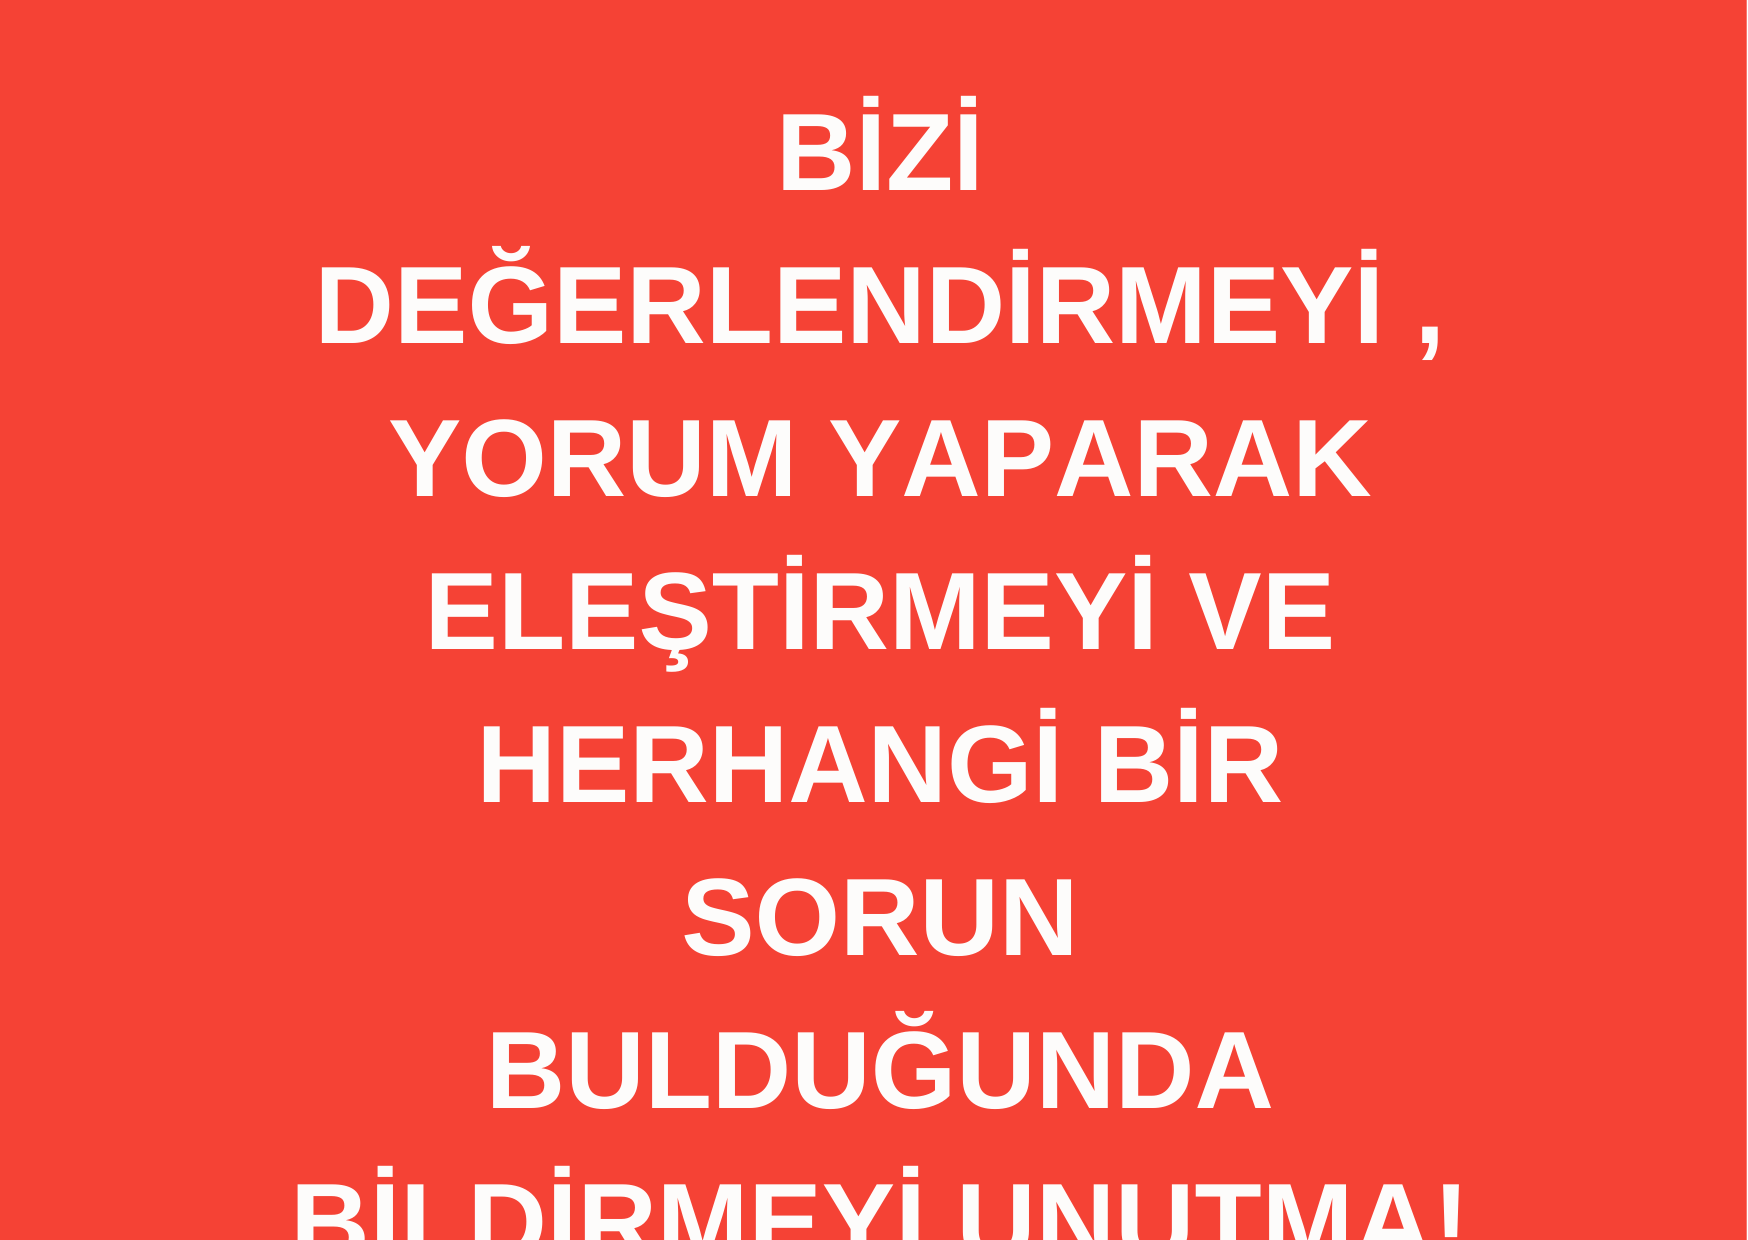 BİZİ
DEĞERLENDİRMEYİ ,
YORUM YAPARAK
ELEŞTİRMEYİ VE
HERHANGİ BİR
SORUN
BULDUĞUNDA
BİLDİRMEYİ UNUTMA!